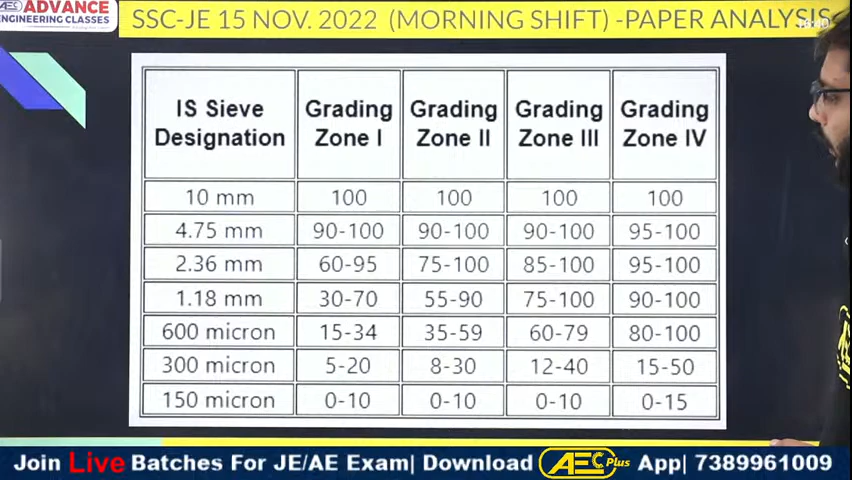 AEC ADVANCE
ENGINEERING CLASSES
SSC-JE 15 NOV. 2022 (MORNING SHIFT) -PAPER ANALYSIS
IS Sieve Designation Grading Zone I Grading Zone II Grading Zone III Grading Zone IV
10 mm 100 100 100 100
4.75 mm 90-100 90-100 90-100 95-100
2.36 mm 60-95 75-100 85-100 95-100
1.18 mm 30-70 55-90 75-100 90-100
600 micron 15-34 35-59 60-79 80-100
300 micron 5-20 8-30 12-40 15-50
150 micron 0-10 0-10 0-10 0-15
Join Live Batches For JE/AE Exam| Download AEC Plus App| 7389961009